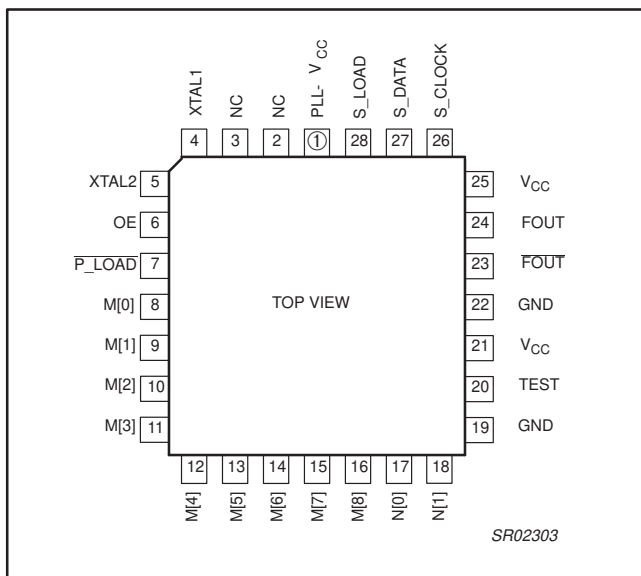 XTAL1
NC
NC
PLL- VCC
S_LOAD
S_DATA
S_CLOCK
4
3
2
1
28
27
26
XTAL2 5
25 VCC
OE 6
24 FOUT
P_LOAD 7
23 FOUT
M[0] 8
TOP VIEW
22 GND
M[1] 9
21 VCC
M[2] 10
20 TEST
M[3] 11
19 GND
12
13
14
15
16
17
18
M[4]
M[5]
M[6]
M[7]
M[8]
N[0]
N[1]
SR02303